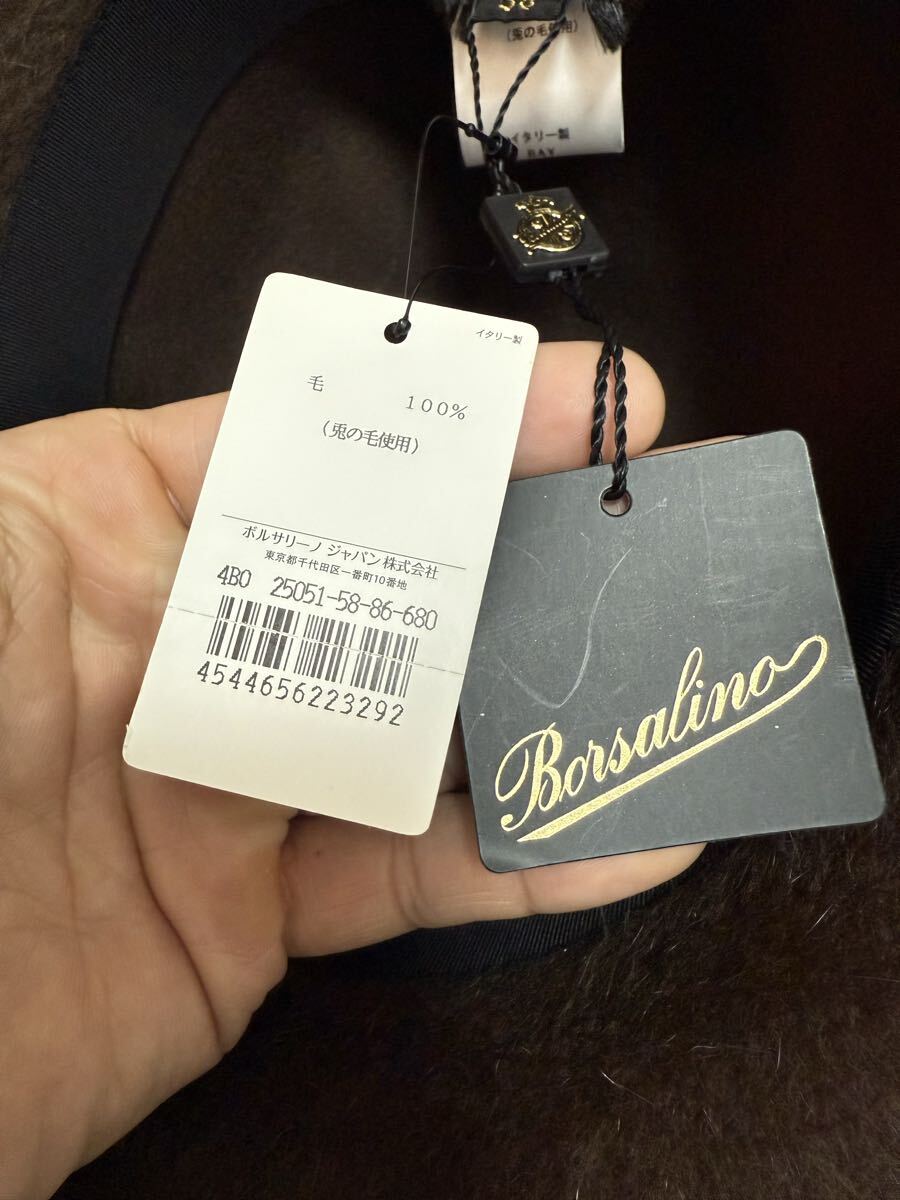 (兎の毛使用)
イタリー製
イタリー製
毛
100%
(兎の毛使用)
ボルサリーノ ジャパン株式会社
東京都千代田区一番町10番地
4B0 25051-58-86-680
4544656223292
Borsalino